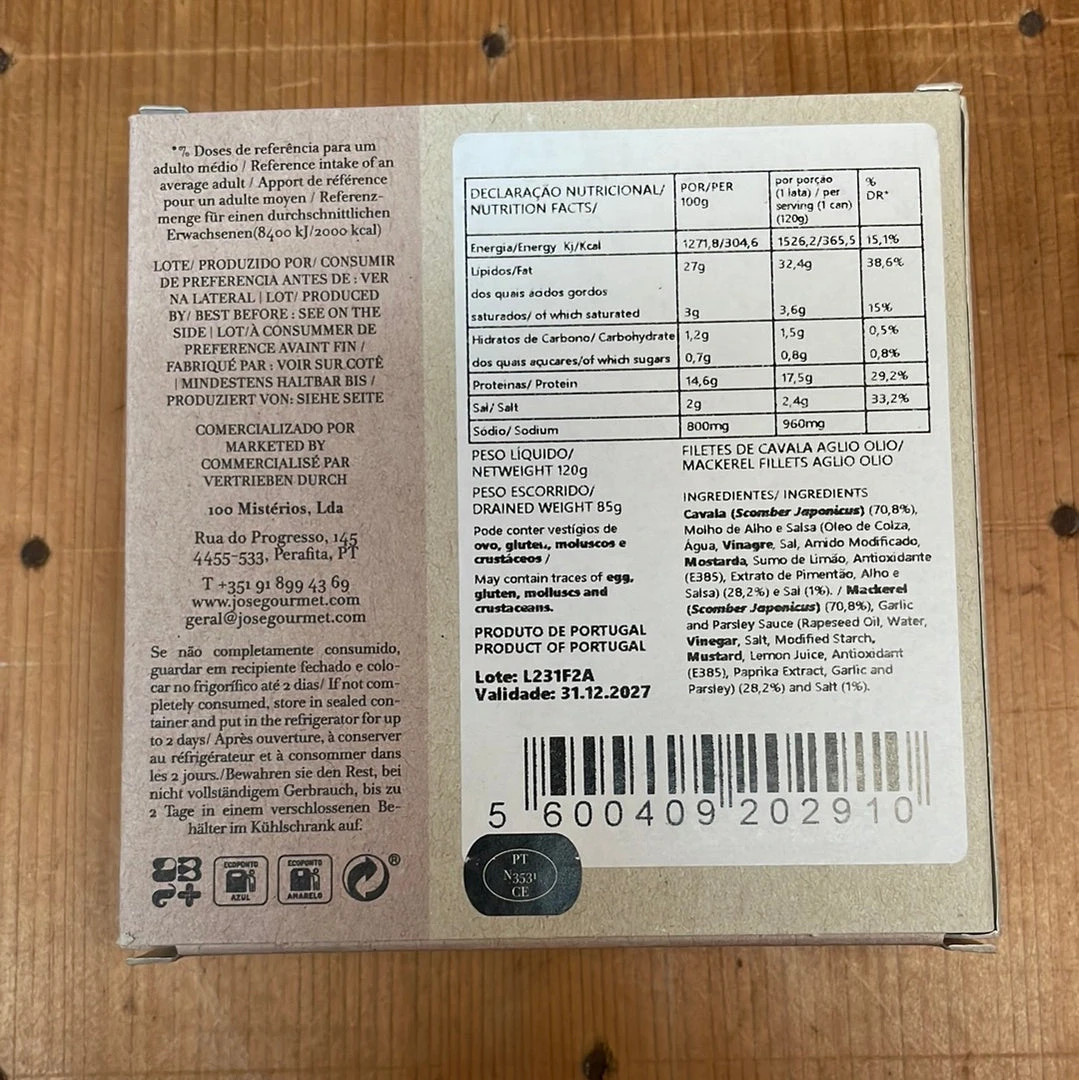 *% Doses de referência para um
adulto médio / Reference intake of an
average adult / Apport de référence
pour un adulte moyen / Referenz-
menge für einen durchschnittlichen
Erwachsenen(8400 kJ/2000 kcal)
LOTE/ PRODUZIDO POR/ CONSUMIR
DE PREFERENCIA ANTES DE : VER
NA LATERAL | LOT/ PRODUCED
BY/ BEST BEFORE : SEE ON THE
SIDE | LOT/À CONSUMMER DE
PREFERENCE AVAINT FIN /
FABRIQUÉ PAR : VOIR SUR COTÊ
| MINDESTENS HALTBAR BIS /
PRODUZIERT VON: SIEHE SEITE
COMERCIALIZADO POR
MARKETED BY
COMMERCIALISÉ PAR
VERTRIEBEN DURCH
100 Mistérios, Lda
Rua do Progresso, 145
4455-533, Perafita, PT
T +351 91 899 43 69
www.josegourmet.com
geral@josegourmet.com
Se não completamente consumido,
guardar em recipiente fechado e colo-
car no frigorífico até 2 dias/ If not com-
pletely consumed, store in sealed con-
tainer and put in the refrigerator for up
to 2 days/ Après ouverture, à conserver
au réfrigérateur et à consommer dans
les 2 jours./Bewahren sie den Rest, bei
nicht vollständigem Gerbrauch, bis zu
2 Tage in einem verschlossenen Be-
hälter im Kühlschrank auf.
ECOPONTO
AZUL
ECOPONTO
AMARELO
®
DECLARAÇÃO NUTRICIONAL/
NUTRITION FACTS/
POR/PER
100g
por porção
(1 lata) / per
serving (1 can)
(120g)
%
DR*
Energia/Energy Kj/Kcal 1271,8/304,6 1526,2/365,5 15,1%
Lípidos/Fat 27g 32,4g 38,6%
dos quais ácidos gordos
saturados/ of which saturated 3g 3,6g 15%
Hidratos de Carbono/ Carbohydrate 1,2g 1,5g 0,5%
dos quais açucares/of which sugars 0,7g 0,8g 0,8%
Proteinas/ Protein 14,6g 17,5g 29,2%
Sal/ Salt 2g 2,4g 33,2%
Sódio/ Sodium 800mg 960mg
PESO LÍQUIDO/
NETWEIGHT 120g
PESO ESCORRIDO/
DRAINED WEIGHT 85g
Pode conter vestígios de
ovo, gluten, moluscos e
crustáceos /
May contain traces of egg,
gluten, molluscs and
crustaceans.
PRODUTO DE PORTUGAL
PRODUCT OF PORTUGAL
Lote: L231F2A
Validade: 31.12.2027
FILETES DE CAVALA AGLIO OLIO/
MACKEREL FILLETS AGLIO OLIO
INGREDIENTES/ INGREDIENTS
Cavala (Scomber Japonicus) (70,8%),
Molho de Alho e Salsa (Oleo de Colza,
Água, Vinagre, Sal, Amido Modificado,
Mostarda, Sumo de Limão, Antioxidante
(E385), Extrato de Pimentão, Alho e
Salsa) (28,2%) e Sal (1%). / Mackerel
(Scomber Japonicus) (70,8%), Garlic
and Parsley Sauce (Rapeseed Oil, Water,
Vinegar, Salt, Modified Starch,
Mustard, Lemon Juice, Antioxidant
(E385), Paprika Extract, Garlic and
Parsley) (28,2%) and Salt (1%).
5 600409 202910
PT
N3531
CE